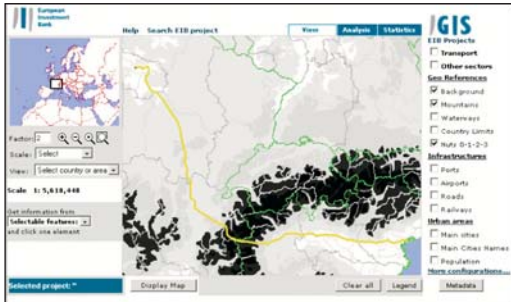 European
Investment
Bank
Help Search EIB project
View Analysis Statistics
GIS
EIB Projects
Transport
Other sectors
Geo References
Background
Mountains
Waterways
Country Limits
Nuts 0-1-2-3
Infrastructures
Ports
Airports
Roads
Railways
Urban areas
Main cities
Main Cities Names
Population
More configurations...
Factor: 2
Scale: Select
View: Select country or area
Scale 1: 5,618,448
Get information from
Selectable features:
and click one element
Selected project: ""
Display Map
Clear all
Legend
Metadata